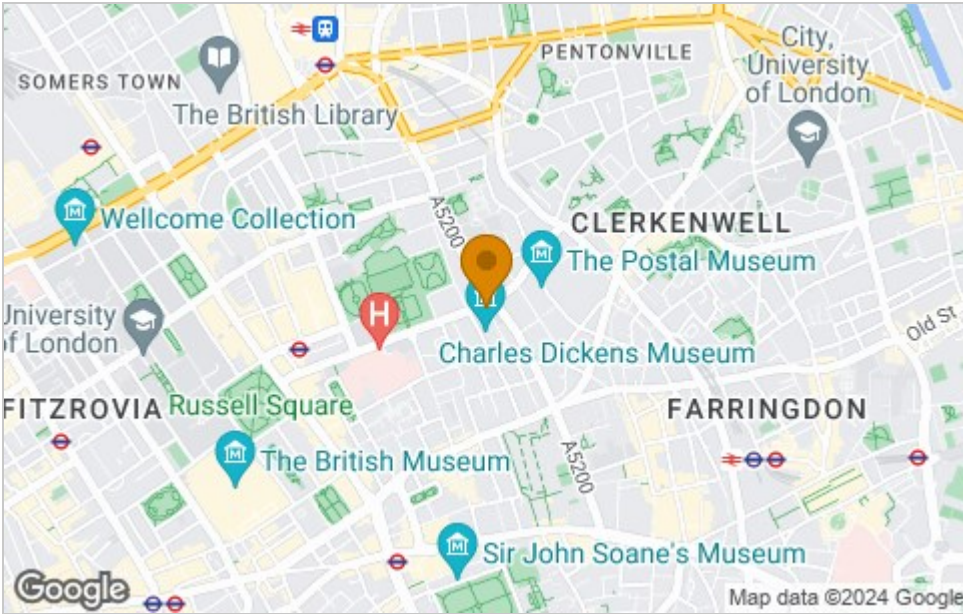 PENTONVILLE
City,
University
of London
SOMERS TOWN
The British Library
A5200
Wellcome Collection
CLERKENWELL
The Postal Museum
H
University
of London
Charles Dickens Museum
Old St
FITZROVIA
Russell Square
FARRINGDON
The British Museum
A5200
Sir John Soane's Museum
Google
Map data ©2024 Google